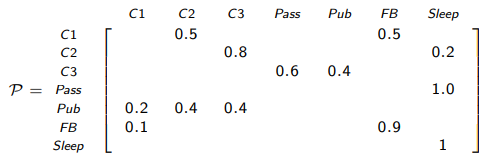 C1 C2 C3 Pass Pub FB Sleep
C1 0.5 0.5
C2 0.8 0.2
C3 0.6 0.4
𝒫 = Pass 1.0
Pub 0.2 0.4 0.4
FB 0.1 0.9
Sleep 1